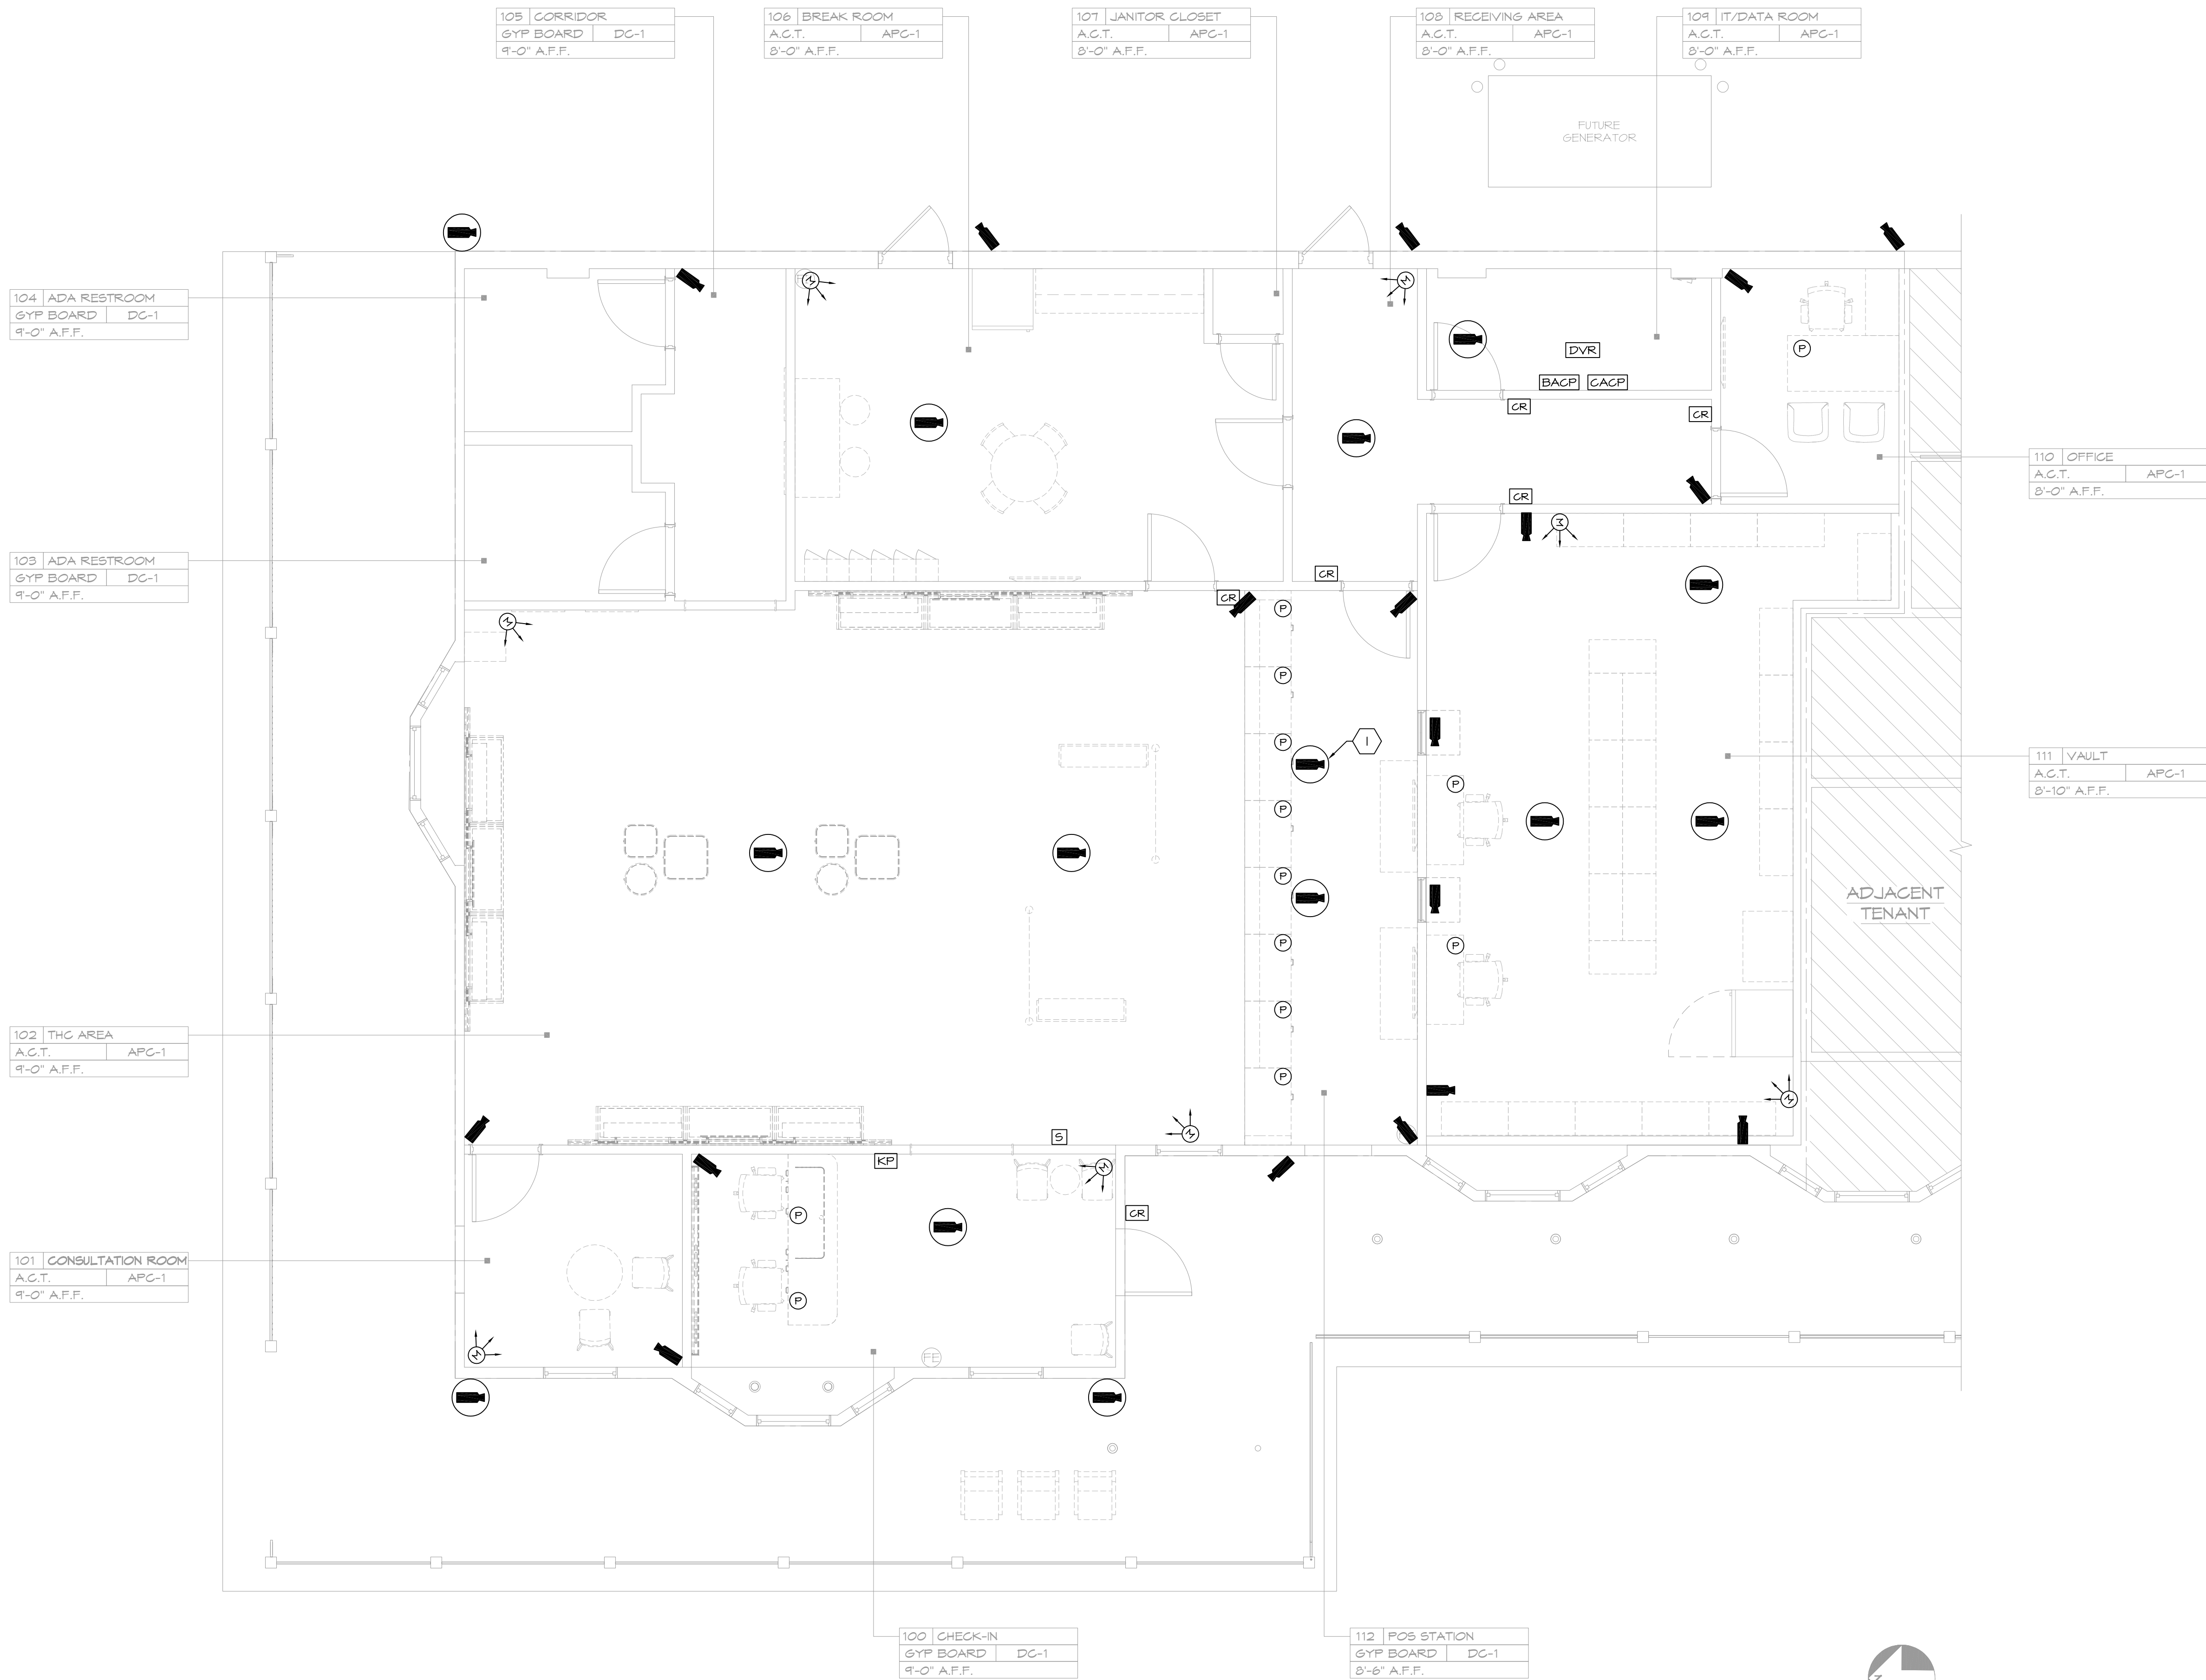 105 CORRIDOR
GYP BOARD DC-1
9'-0" A.F.F.
106 BREAK ROOM
A.C.T. APC-1
8'-0" A.F.F.
107 JANITOR CLOSET
A.C.T. APC-1
8'-0" A.F.F.
108 RECEIVING AREA
A.C.T. APC-1
8'-0" A.F.F.
109 IT/DATA ROOM
A.C.T. APC-1
8'-0" A.F.F.
FUTURE
GENERATOR
104 ADA RESTROOM
GYP BOARD DC-1
9'-0" A.F.F.
M
M
DVR
P
BACP CACP
CR
CR
110 OFFICE
A.C.T. APC-1
8'-0" A.F.F.
CR
M
103 ADA RESTROOM
GYP BOARD DC-1
9'-0" A.F.F.
CR
CR
P
M
P
P
1
111 VAULT
A.C.T. APC-1
8'-10" A.F.F.
P
P
P
ADJACENT
TENANT
P
P
102 THC AREA
A.C.T. APC-1
9'-0" A.F.F.
P
P
M
M
S
KP
M
CR
P
101 CONSULTATION ROOM
A.C.T. APC-1
9'-0" A.F.F.
P
M
FE
100 CHECK-IN
GYP BOARD DC-1
9'-0" A.F.F.
112 POS STATION
GYP BOARD DC-1
8'-6" A.F.F.